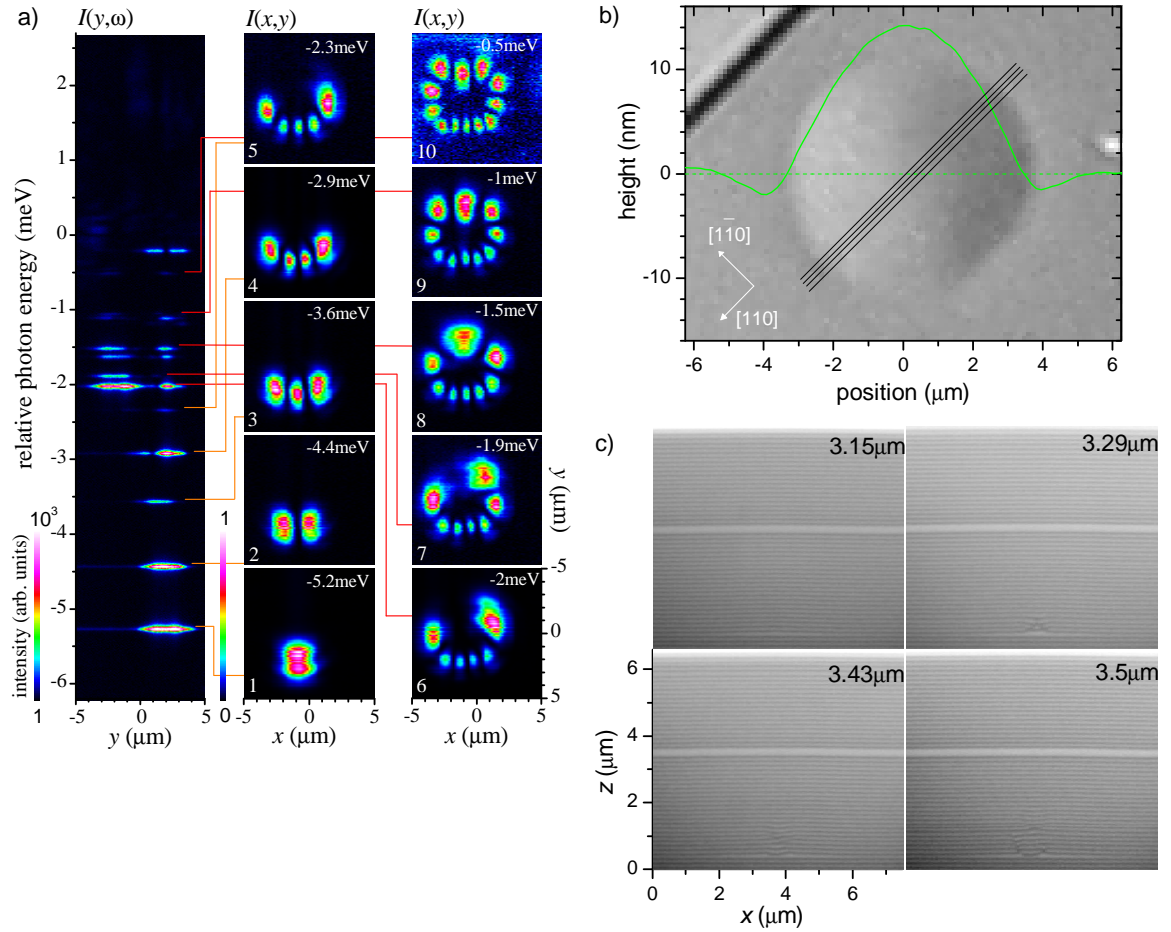 a)
I(y,ω)
I(x,y)
I(x,y)
relative photon energy (meV)
2
1
0
-1
-2
-3
-4
-5
-6
intensity (arb. units)
10³
1
1
0
-5
0
5
y (μm)
-2.3meV
5
-2.9meV
4
-3.6meV
3
-4.4meV
2
-5.2meV
1
-5
0
5
x (μm)
-0.5meV
10
-1meV
9
-1.5meV
8
-1.9meV
7
-2meV
6
-5
0
5
x (μm)
y (μm)
-5
0
5
b)
height (nm)
10
0
-10
[11̅0]
[110]
-6
-4
-2
0
2
4
6
position (μm)
c)
3.15μm
3.29μm
3.43μm
3.5μm
z (μm)
6
4
2
0
0
2
4
6
x (μm)